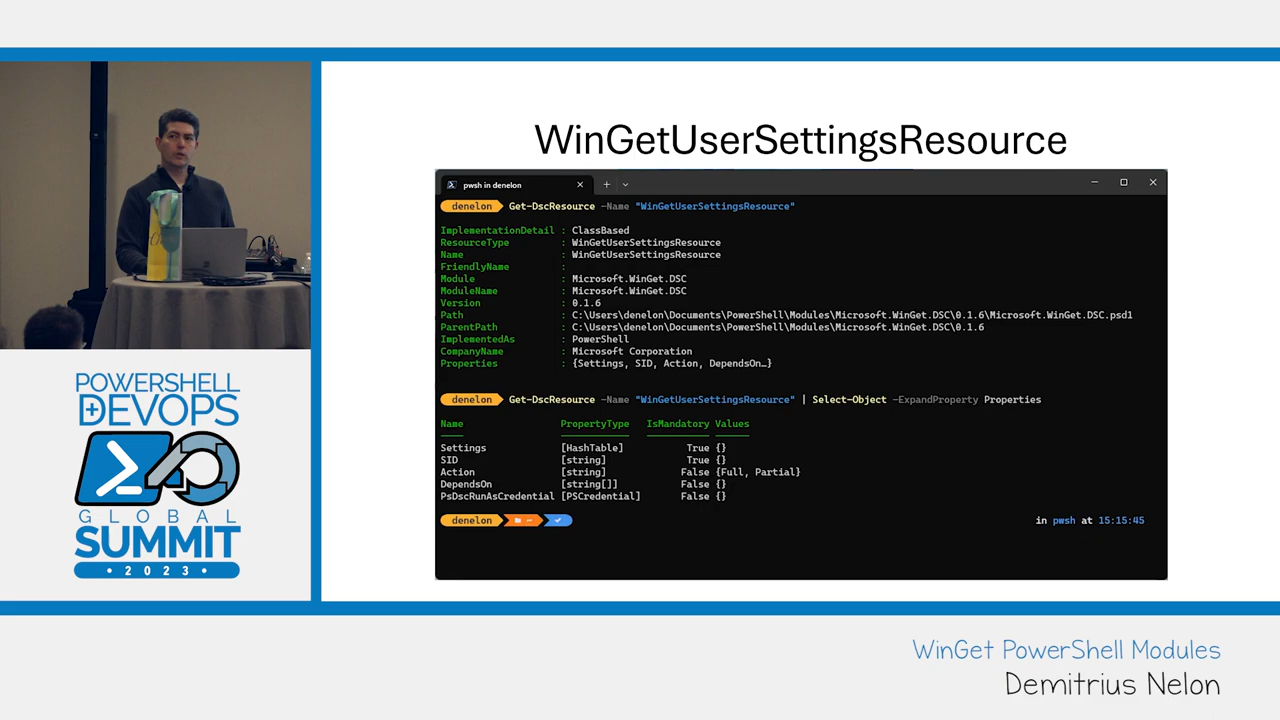 WinGetUserSettingsResource
pwsh in denelon
denelon Get-DscResource -Name "WinGetUserSettingsResource"
ImplementationDetail : ClassBased
ResourceType : WinGetUserSettingsResource
Name : WinGetUserSettingsResource
FriendlyName :
Module : Microsoft.WinGet.DSC
ModuleName : Microsoft.WinGet.DSC
Version : 0.1.6
Path : C:\Users\denelon\Documents\PowerShell\Modules\Microsoft.WinGet.DSC\0.1.6\Microsoft.WinGet.DSC.psd1
ParentPath : C:\Users\denelon\Documents\PowerShell\Modules\Microsoft.WinGet.DSC\0.1.6
ImplementedAs : PowerShell
CompanyName : Microsoft Corporation
Properties : {Settings, SID, Action, DependsOn…}
denelon Get-DscResource -Name "WinGetUserSettingsResource" | Select-Object -ExpandProperty Properties
Name PropertyType IsMandatory Values
Settings [HashTable] True {}
SID [string] True {}
Action [string] False {Full, Partial}
DependsOn [string[]] False {}
PsDscRunAsCredential [PSCredential] False {}
denelon
in pwsh at 15:15:45
POWERSHELL
+DEVOPS
GLOBAL
SUMMIT
• 2023 •
WinGet PowerShell Modules
Demitrius Nelon